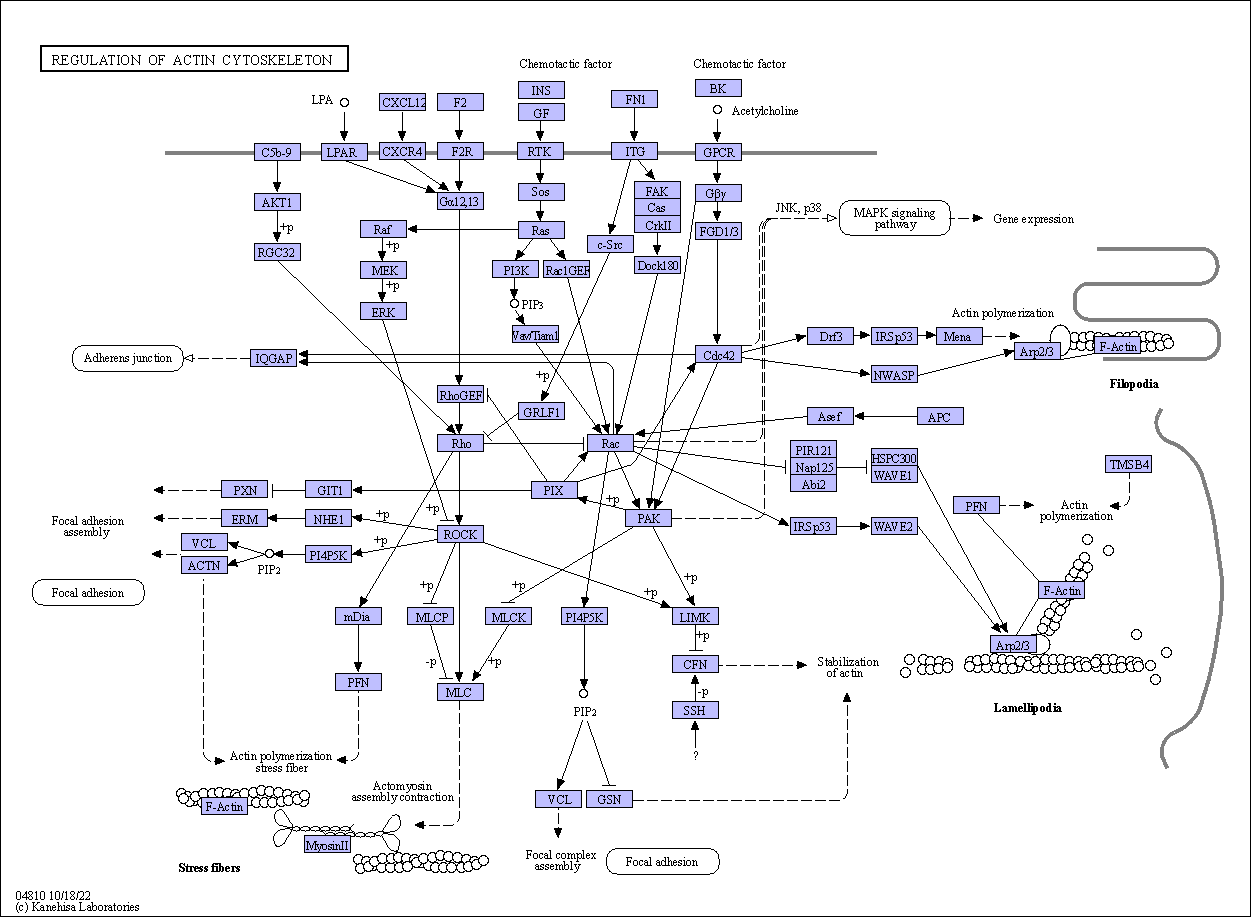 REGULATION OF ACTIN CYTOSKELETON
Chemotactic factor
Chemotactic factor
LPA
CXCL12
F2
INS
GF
FN1
BK
Acetylcholine
C5b-9
LPAR
CXCR4
F2R
RTK
ITG
GPCR
AKT1
Gα12,13
Sos
FAK
Cas
CrkII
Gβγ
JNK, p38
MAPK signaling
pathway
Gene expression
+p
RGC32
Raf
Ras
c-Src
FGD1/3
+p
MEK
PI3K
Rac1GEF
Dock180
+p
ERK
PIP3
Vav/Tiam1
Actin polymerization
Drf3
IRSp53
Mena
Arp2/3
F-Actin
Adherens junction
IQGAP
Cdc42
NWASP
Filopodia
+p
RhoGEF
GRLF1
Asef
APC
Rho
Rac
PIR121
Nap125
Abi2
HSPC300
WAVE1
TMSB4
PXN
GIT1
PIX
+p
PAK
PFN
Actin
polymerization
Focal adhesion
assembly
ERM
NHE1
+p
+p
ROCK
IRSp53
WAVE2
VCL
ACTN
PIP2
PI4P5K
+p
Focal adhesion
+p
+p
+p
+p
F-Actin
mDia
MLCP
MLCK
PI4P5K
LIMK
+p
Arp2/3
-p
+p
CFN
Stabilization
of actin
PFN
MLC
-p
SSH
Lamellipodia
PIP2
?
Actin polymerization
stress fiber
Actomyosin
assembly contraction
F-Actin
VCL
GSN
MyosinII
Stress fibers
Focal complex
assembly
Focal adhesion
04810 10/18/22
(c) Kanehisa Laboratories